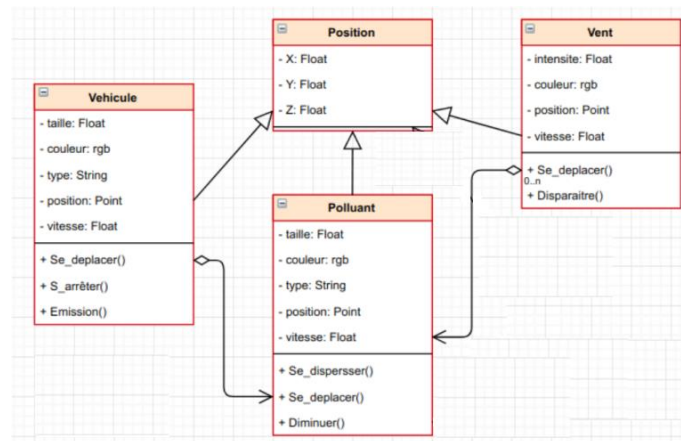 Position
- X: Float
- Y: Float
- Z: Float
Vent
- intensite: Float
- couleur: rgb
- position: Point
- vitesse: Float
+ Se_deplacer()
0..n
+ Disparaitre()
Vehicule
- taille: Float
- couleur: rgb
- type: String
- position: Point
- vitesse: Float
+ Se_deplacer()
+ S_arrêter()
+ Emission()
Polluant
- taille: Float
- couleur: rgb
- type: String
- position: Point
- vitesse: Float
+ Se_dispersser()
+ Se_deplacer()
+ Diminuer()